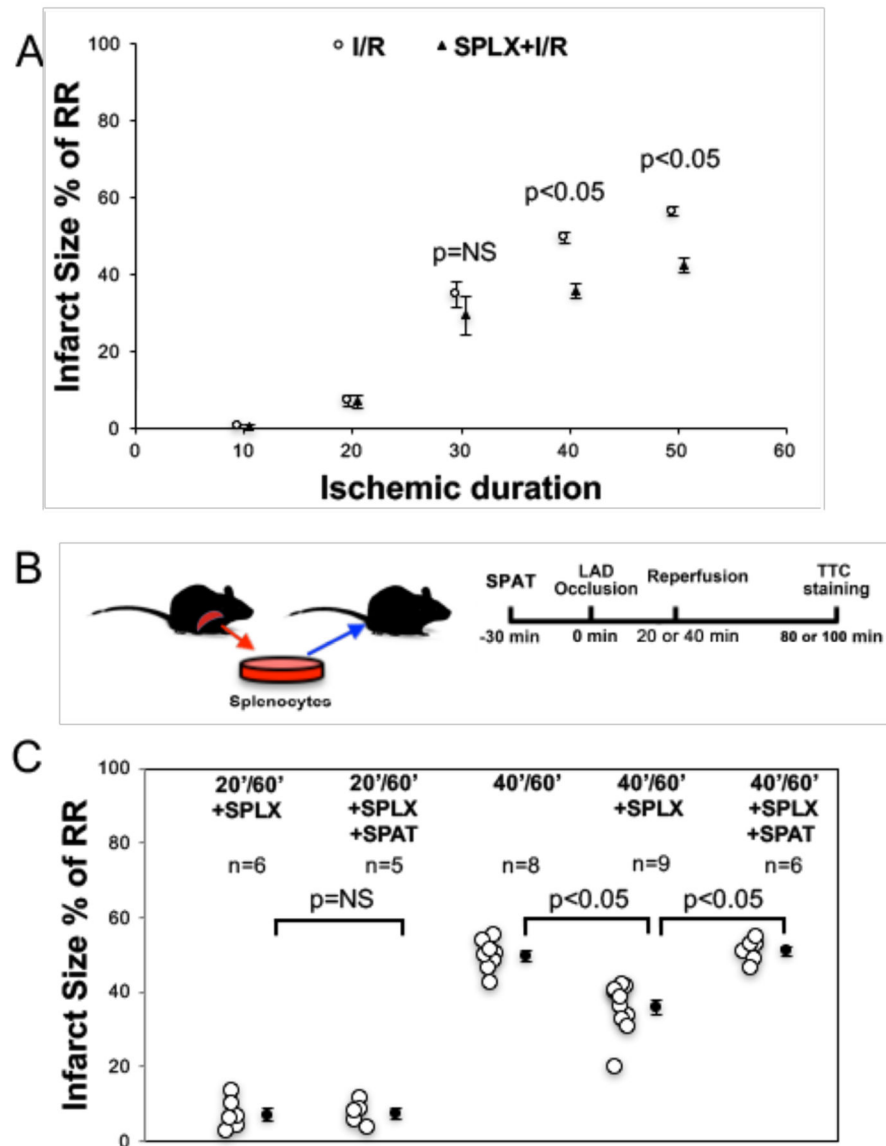 A
I/R SPLX+I/R
Infarct Size % of RR
100
80
60
40
20
0
p=NS
p<0.05
p<0.05
0 10 20 30 40 50 60
Ischemic duration
B
Splenocytes
SPAT
LAD
Occlusion
Reperfusion
TTC
staining
-30 min 0 min 20 or 40 min 80 or 100 min
C
Infarct Size % of RR
100
80
60
40
20
0
20’/60’
+SPLX
n=6
20’/60’
+SPLX
+SPAT
n=5
40’/60’
n=8
40’/60’
+SPLX
n=9
40’/60’
+SPLX
+SPAT
n=6
p=NS
p<0.05
p<0.05